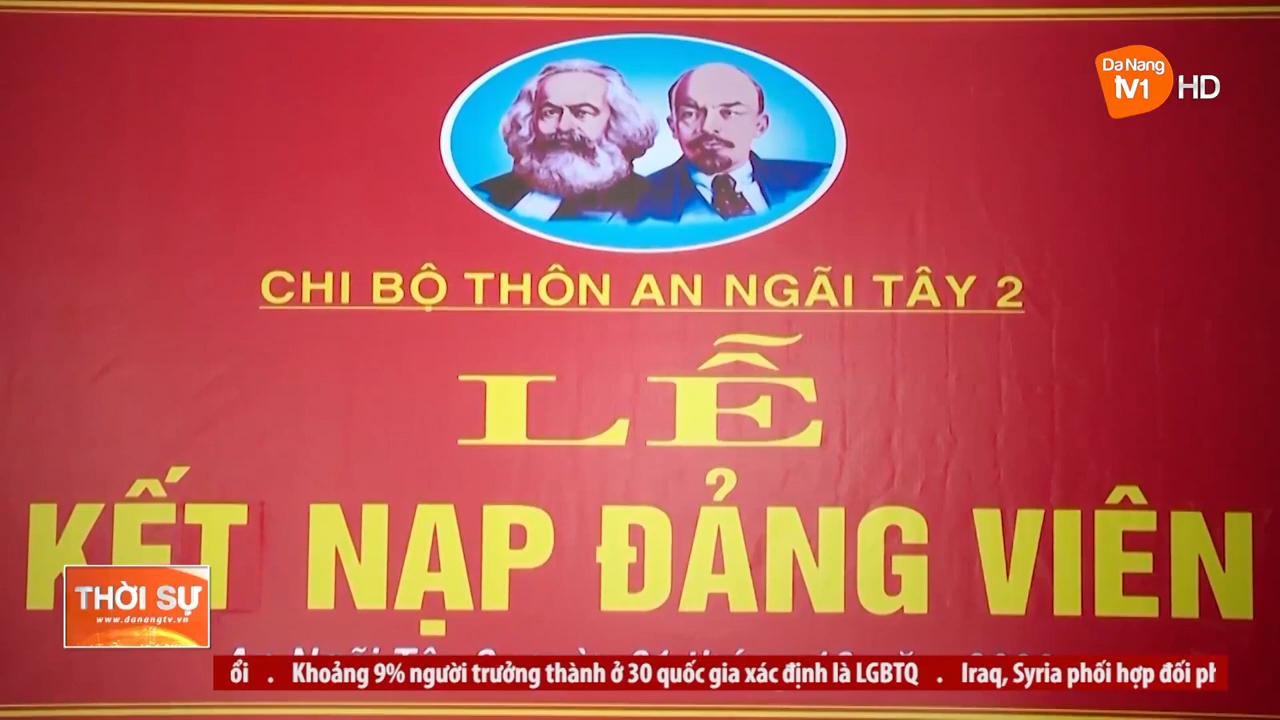 Da Nang
TV1 HD
CHI BỘ THÔN AN NGÃI TÂY 2
LỄ
KẾT NẠP ĐẢNG VIÊN
THỜI SỰ
www.danangtv.vn
ổi . Khoảng 9% người trưởng thành ở 30 quốc gia xác định là LGBTQ . Iraq, Syria phối hợp đối